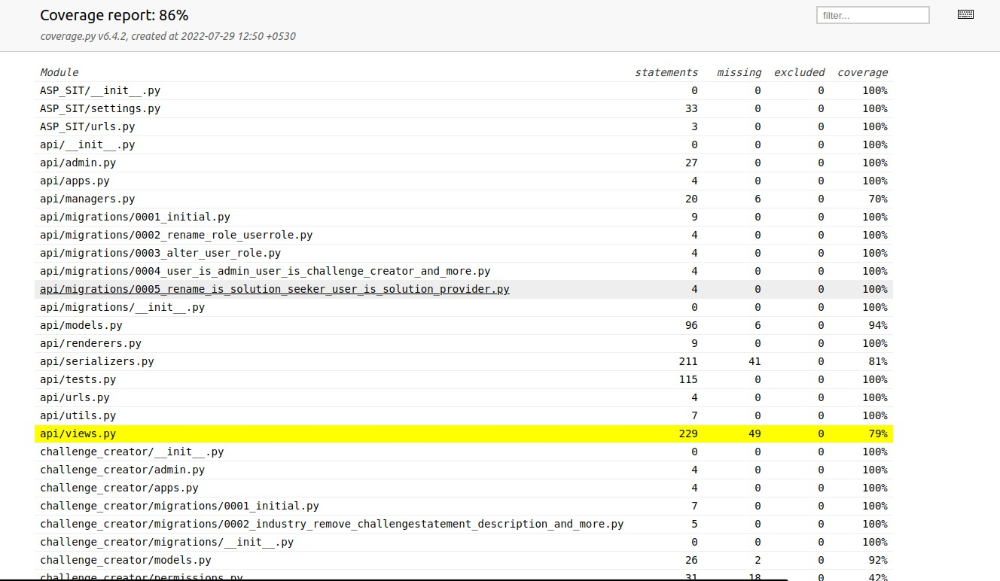 Coverage report: 86%
filter...
coverage.py v6.4.2, created at 2022-07-29 12:50 +0530
Module statements missing excluded coverage
ASP_SIT/__init__.py 0 0 0 100%
ASP_SIT/settings.py 33 0 0 100%
ASP_SIT/urls.py 3 0 0 100%
api/__init__.py 0 0 0 100%
api/admin.py 27 0 0 100%
api/apps.py 4 0 0 100%
api/managers.py 20 6 0 70%
api/migrations/0001_initial.py 9 0 0 100%
api/migrations/0002_rename_role_userrole.py 4 0 0 100%
api/migrations/0003_alter_user_role.py 4 0 0 100%
api/migrations/0004_user_is_admin_user_is_challenge_creator_and_more.py 4 0 0 100%
api/migrations/0005_rename_is_solution_seeker_user_is_solution_provider.py 4 0 0 100%
api/migrations/__init__.py 0 0 0 100%
api/models.py 96 6 0 94%
api/renderers.py 9 0 0 100%
api/serializers.py 211 41 0 81%
api/tests.py 115 0 0 100%
api/urls.py 4 0 0 100%
api/utils.py 7 0 0 100%
api/views.py 229 49 0 79%
challenge_creator/__init__.py 0 0 0 100%
challenge_creator/admin.py 4 0 0 100%
challenge_creator/apps.py 4 0 0 100%
challenge_creator/migrations/0001_initial.py 7 0 0 100%
challenge_creator/migrations/0002_industry_remove_challengestatement_description_and_more.py 5 0 0 100%
challenge_creator/migrations/__init__.py 0 0 0 100%
challenge_creator/models.py 26 2 0 92%
challenge_creator/permissions.py 31 18 0 42%